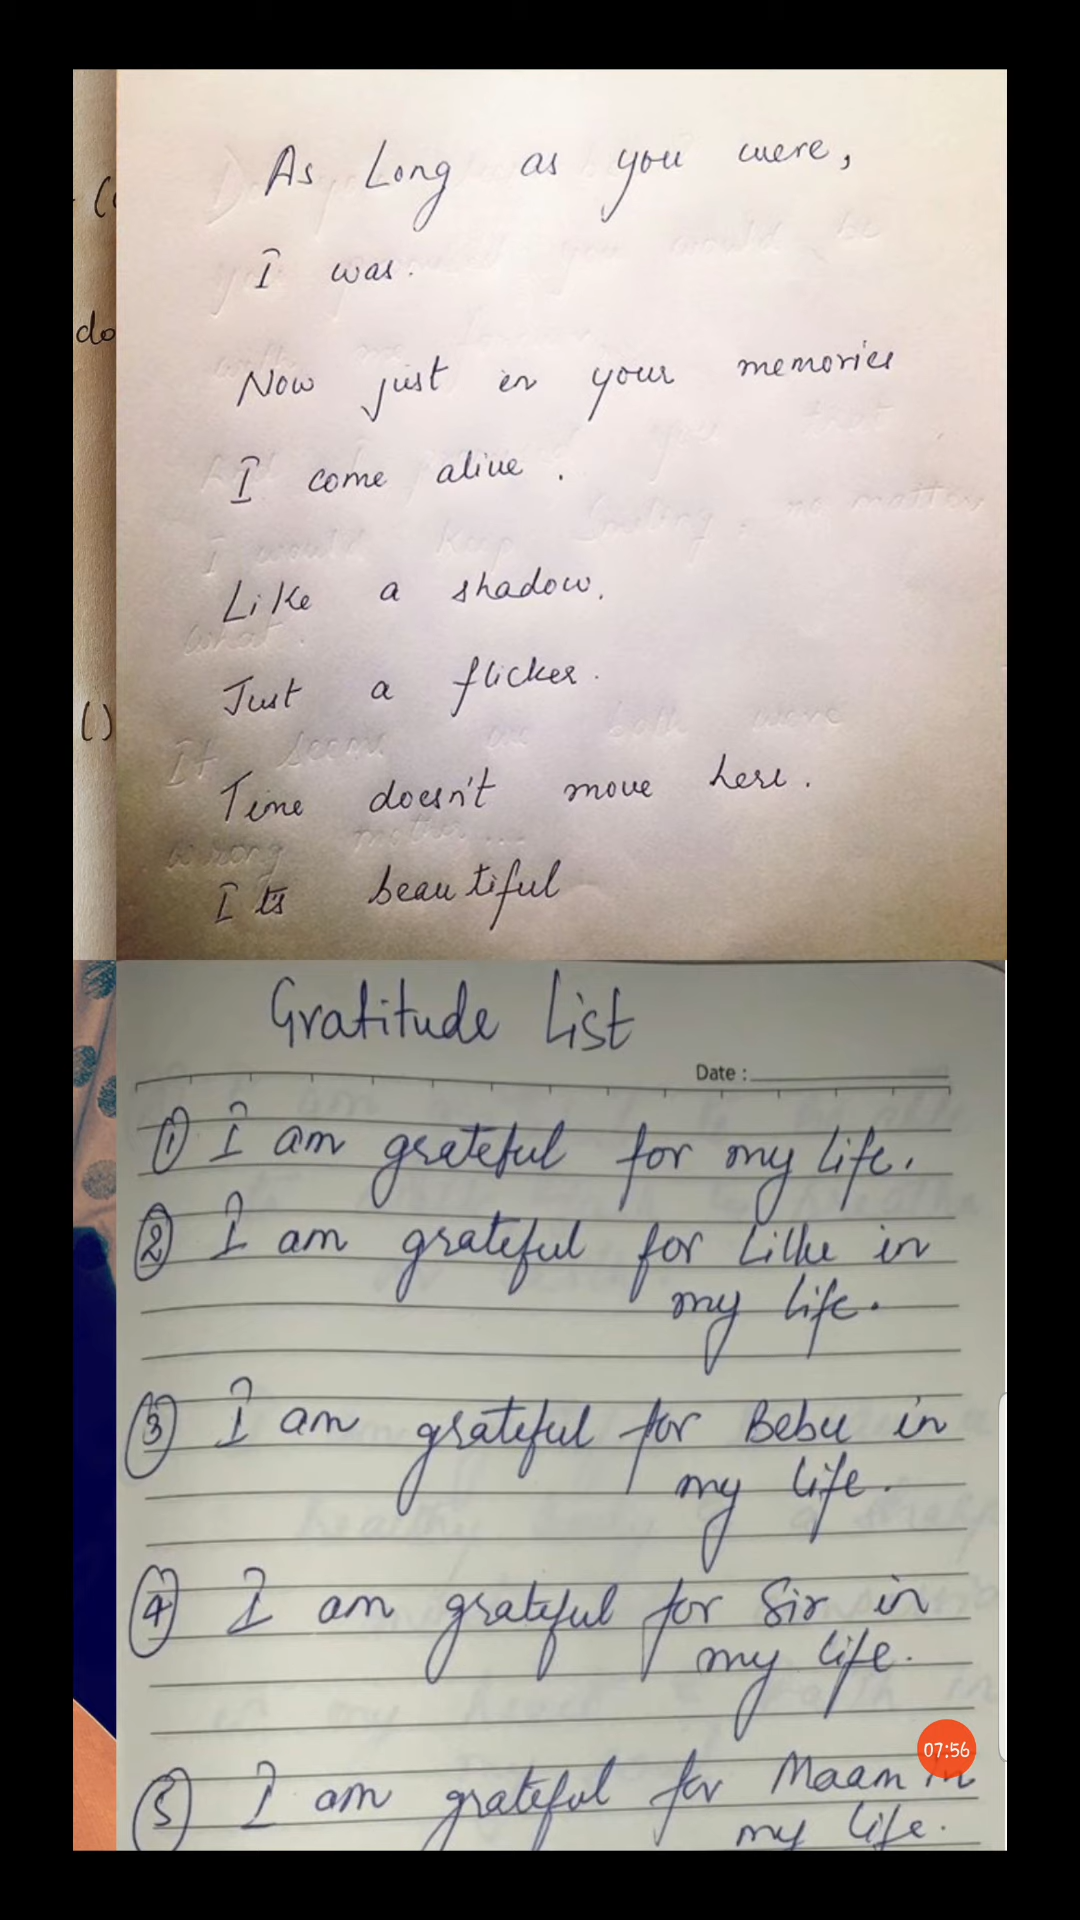 As Long as you were,
I was.
Now just in your memories
I come alive.
Like a shadow.
Just a flicker.
Time doesn't move here.
Its beautiful
do
()
Gratitude List
Date :
① I am grateful for my life.
② I am grateful for Lillu in
my life.
③ I am grateful for Bebu in
my life.
④ I am grateful for Sir in
my life.
⑤ I am grateful for Maam in
my life.
07:56